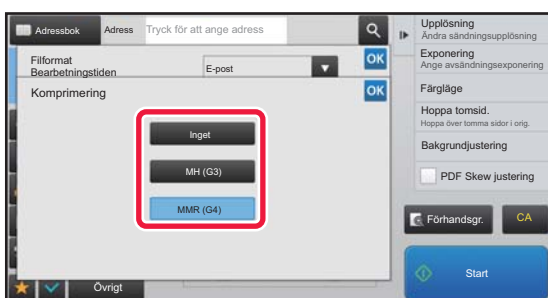 Adressbok
Adress
Tryck för att ange adress
Filformat
Bearbetningstiden
E-post
OK
Komprimering
OK
Inget
MH (G3)
MMR (G4)
Övrigt
Upplösning
Ändra sändningsupplösning
Exponering
Ange avsändningsexponering
Färgläge
Hoppa tomsid.
Hoppa över tomma sidor i orig.
Bakgrundjustering
PDF Skew justering
Förhandsgr.
CA
Start